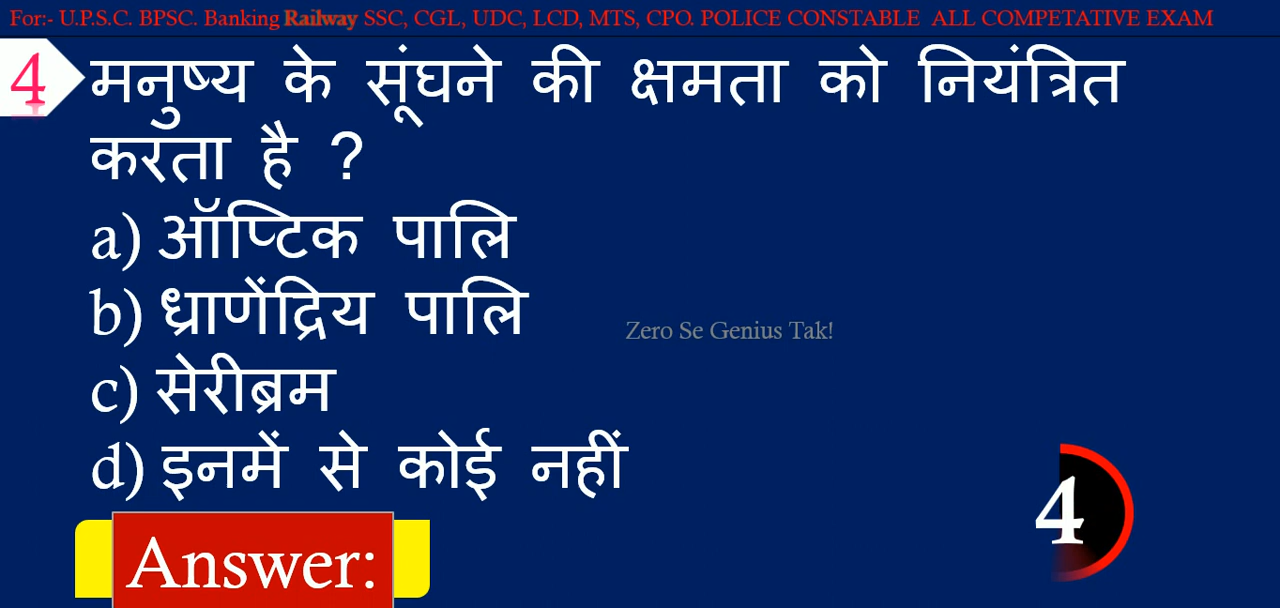 For:- U.P.S.C. BPSC. Banking Railway SSC, CGL, UDC, LCD, MTS, CPO. POLICE CONSTABLE ALL COMPETATIVE EXAM
4 मनुष्य के सूंघने की क्षमता को नियंत्रित
करता है ?
a) ऑप्टिक पालि
b) ध्राणेंद्रिय पालि
Zero Se Genius Tak!
c) सेरीब्रम
d) इनमें से कोई नहीं
4
Answer: